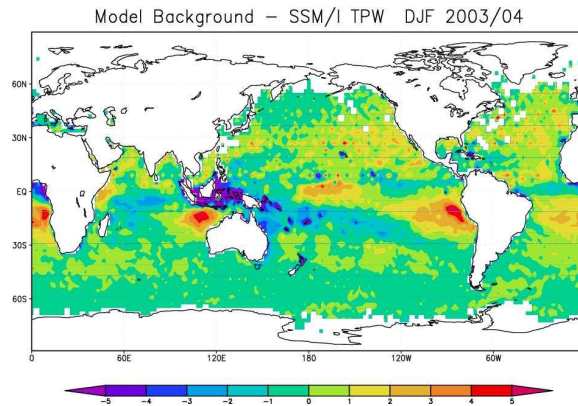 Model Background - SSM/I TPW DJF 2003/04
60N
30N
EQ
30S
60S
0 60E 120E 180 120W 60W
-5 -4 -3 -2 -1 0 1 2 3 4 5